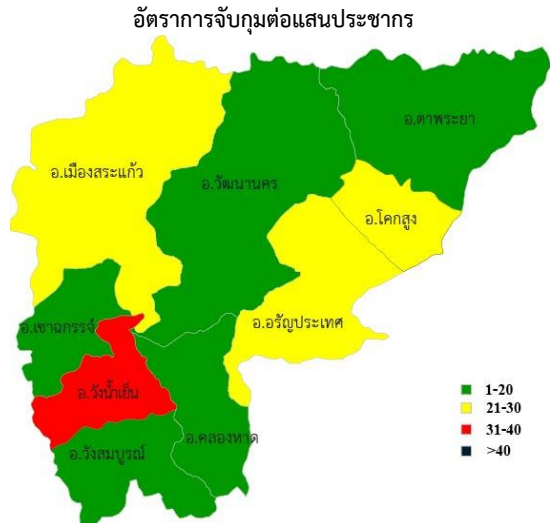 อัตราการจับกุมต่อแสนประชากร
อ.ตาพระยา
อ.เมืองสระแก้ว
อ.วัฒนานคร
อ.โคกสูง
อ.อรัญประเทศ
อ.เขาฉกรรจ์
อ.วังน้ำเย็น
อ.คลองหาด
อ.วังสมบูรณ์
1-20
21-30
31-40
>40